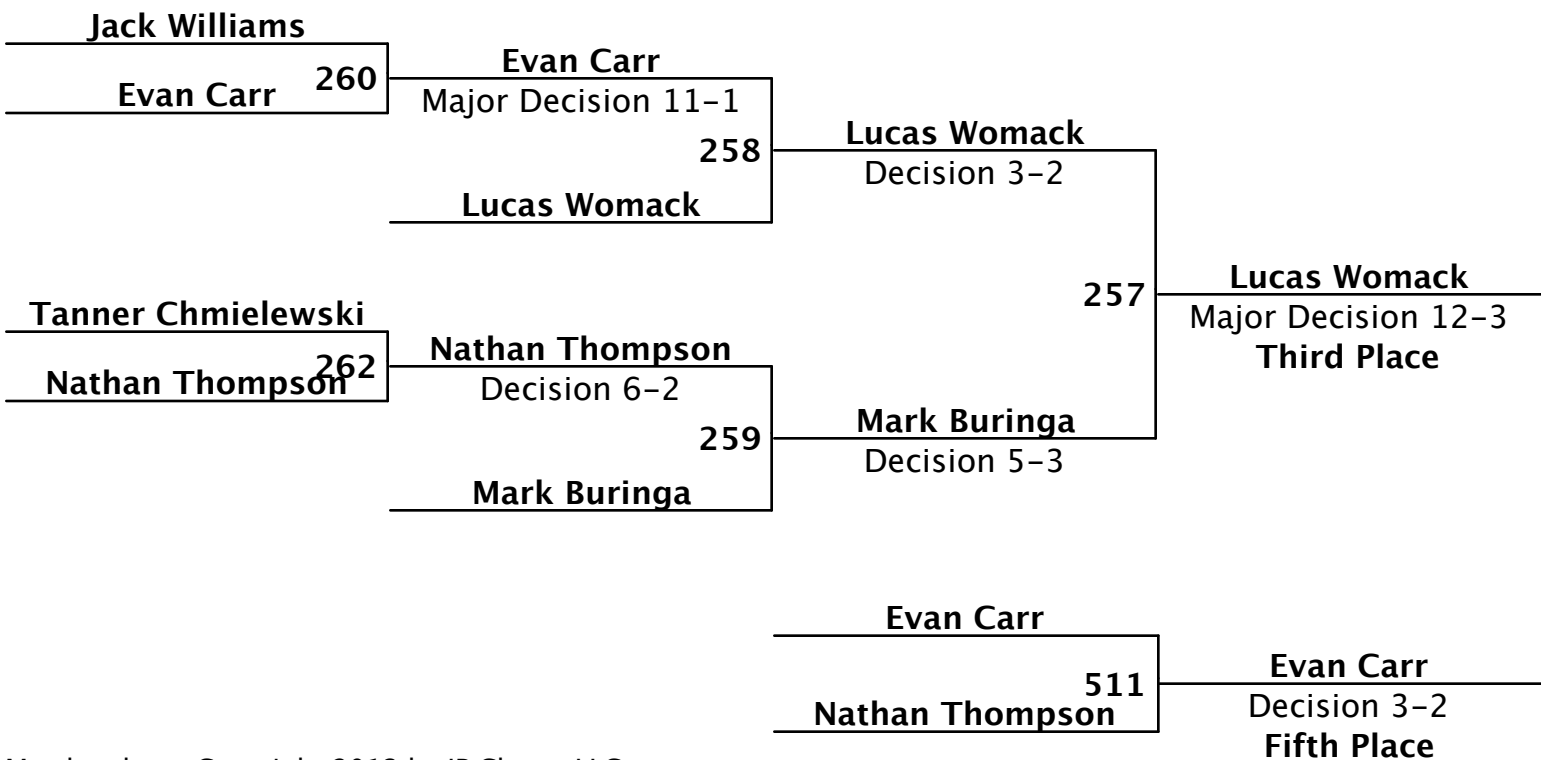 Jack Williams
Evan Carr
260
Evan Carr
Major Decision 11-1
258
Lucas Womack
Lucas Womack
Decision 3-2
Tanner Chmielewski
Nathan Thompson
262
Nathan Thompson
Decision 6-2
259
Mark Buringa
Mark Buringa
Decision 5-3
257
Lucas Womack
Major Decision 12-3
Third Place
Evan Carr
Nathan Thompson
511
Evan Carr
Decision 3-2
Fifth Place